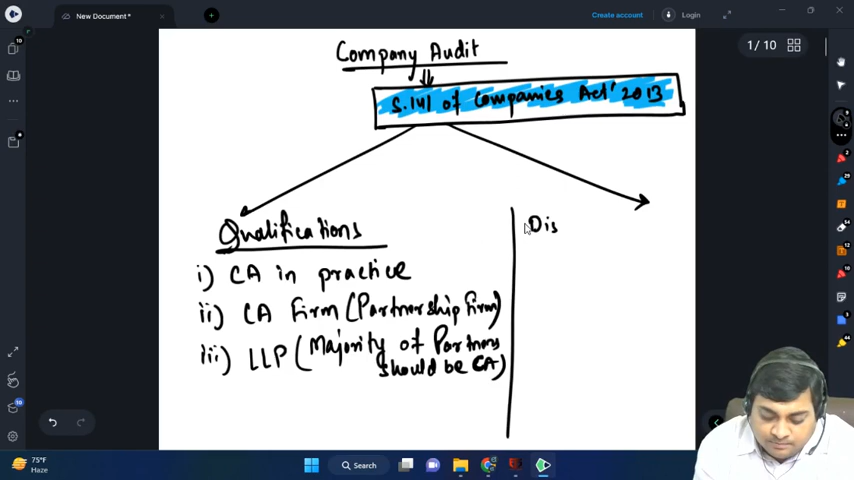 New Document*
Create account
Login
1/10
Company Audit
S.141 of Companies Act' 2013
Qualifications
Dis
i) CA in practice
ii) CA Firm (Partnership Firm)
iii) LLP (Majority of Partners
should be CA)
75°F
Haze
Search